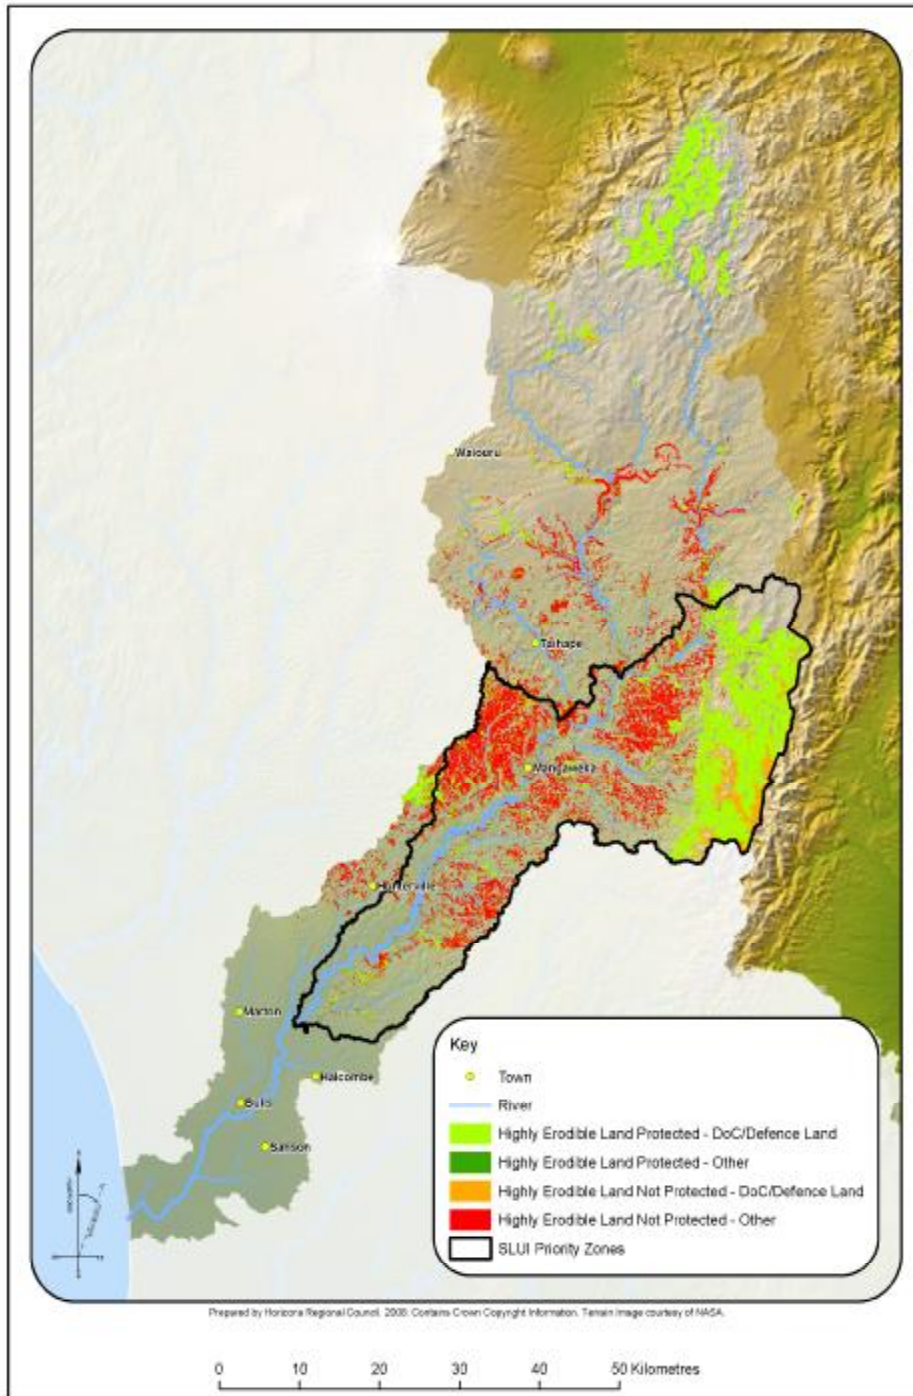 Waiouru
Taihape
Mangaweka
Hunterville
Marton
Halcombe
Bulls
Sanson
Key
Town
River
Highly Erodible Land Protected - DoC/Defence Land
Highly Erodible Land Protected - Other
Highly Erodible Land Not Protected - DoC/Defence Land
Highly Erodible Land Not Protected - Other
SLUI Priority Zones
Prepared by Horizons Regional Council, 2008. Contains Crown Copyright Information. Terrain Image courtesy of NASA.
0 10 20 30 40 50 Kilometres